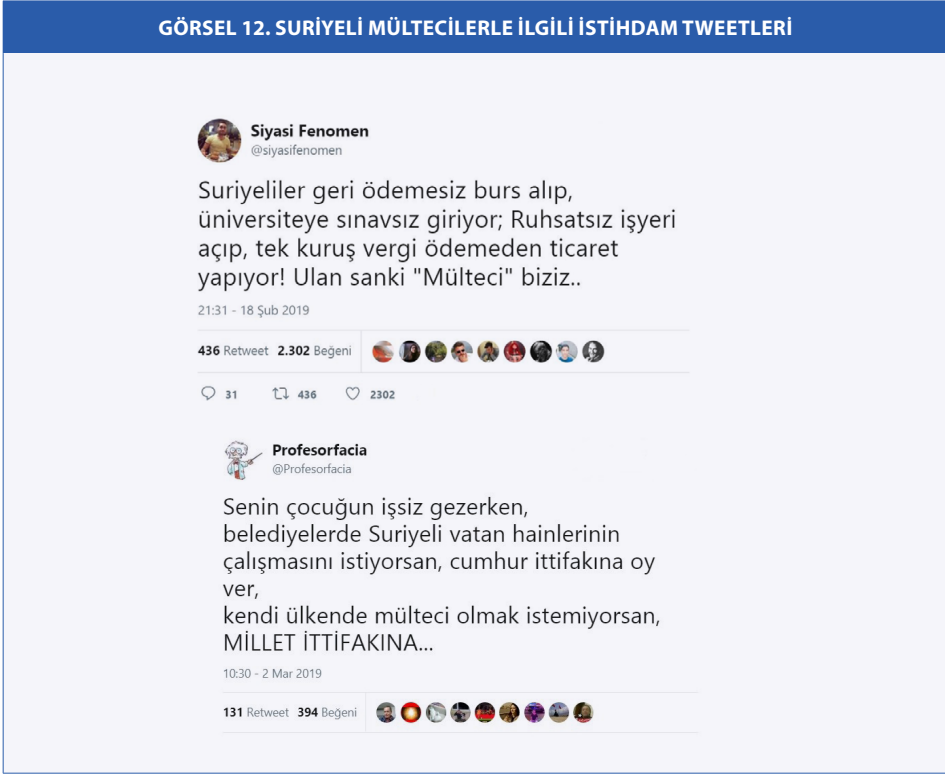 GÖRSEL 12. SURİYELİ MÜLTECİLERLE İLGİLİ İSTİHDAM TWEETLERİ
Siyasi Fenomen
@siyasifenomen
Suriyeliler geri ödemesiz burs alıp,
üniversiteye sınavsız giriyor; Ruhsatsız işyeri
açıp, tek kuruş vergi ödemeden ticaret
yapıyor! Ulan sanki "Mülteci" biziz..
21:31 - 18 Şub 2019
436 Retweet 2.302 Beğeni
31 436 2302
Profesorfacia
@Profesorfacia
Senin çocuğun işsiz gezerken,
belediyelerde Suriyeli vatan hainlerinin
çalışmasını istiyorsan, cumhur ittifakına oy
ver,
kendi ülkende mülteci olmak istemiyorsan,
MİLLET İTTİFAKINA...
10:30 - 2 Mar 2019
131 Retweet 394 Beğeni